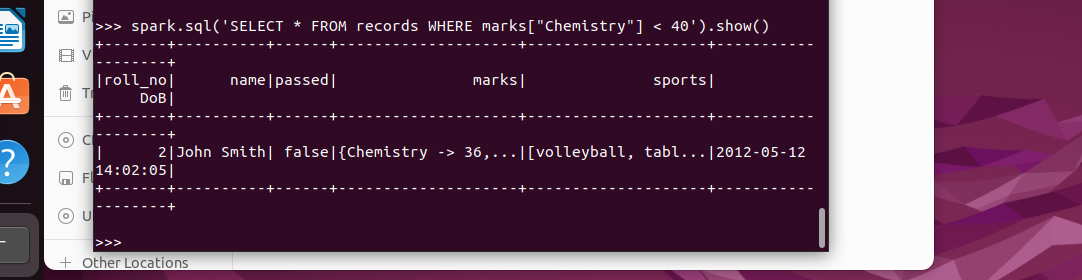 >>> spark.sql('SELECT * FROM records WHERE marks["Chemistry"] < 40').show()
+-------+----------+------+--------------------+--------------------+-----------
--------+
|roll_no|      name|passed|               marks|              sports|
     DoB|
+-------+----------+------+--------------------+--------------------+-----------
--------+
|      2|John Smith| false|{Chemistry -> 36,...|[volleyball, tabl...|2012-05-12
14:02:05|
+-------+----------+------+--------------------+--------------------+-----------
--------+
>>>
Other Locations